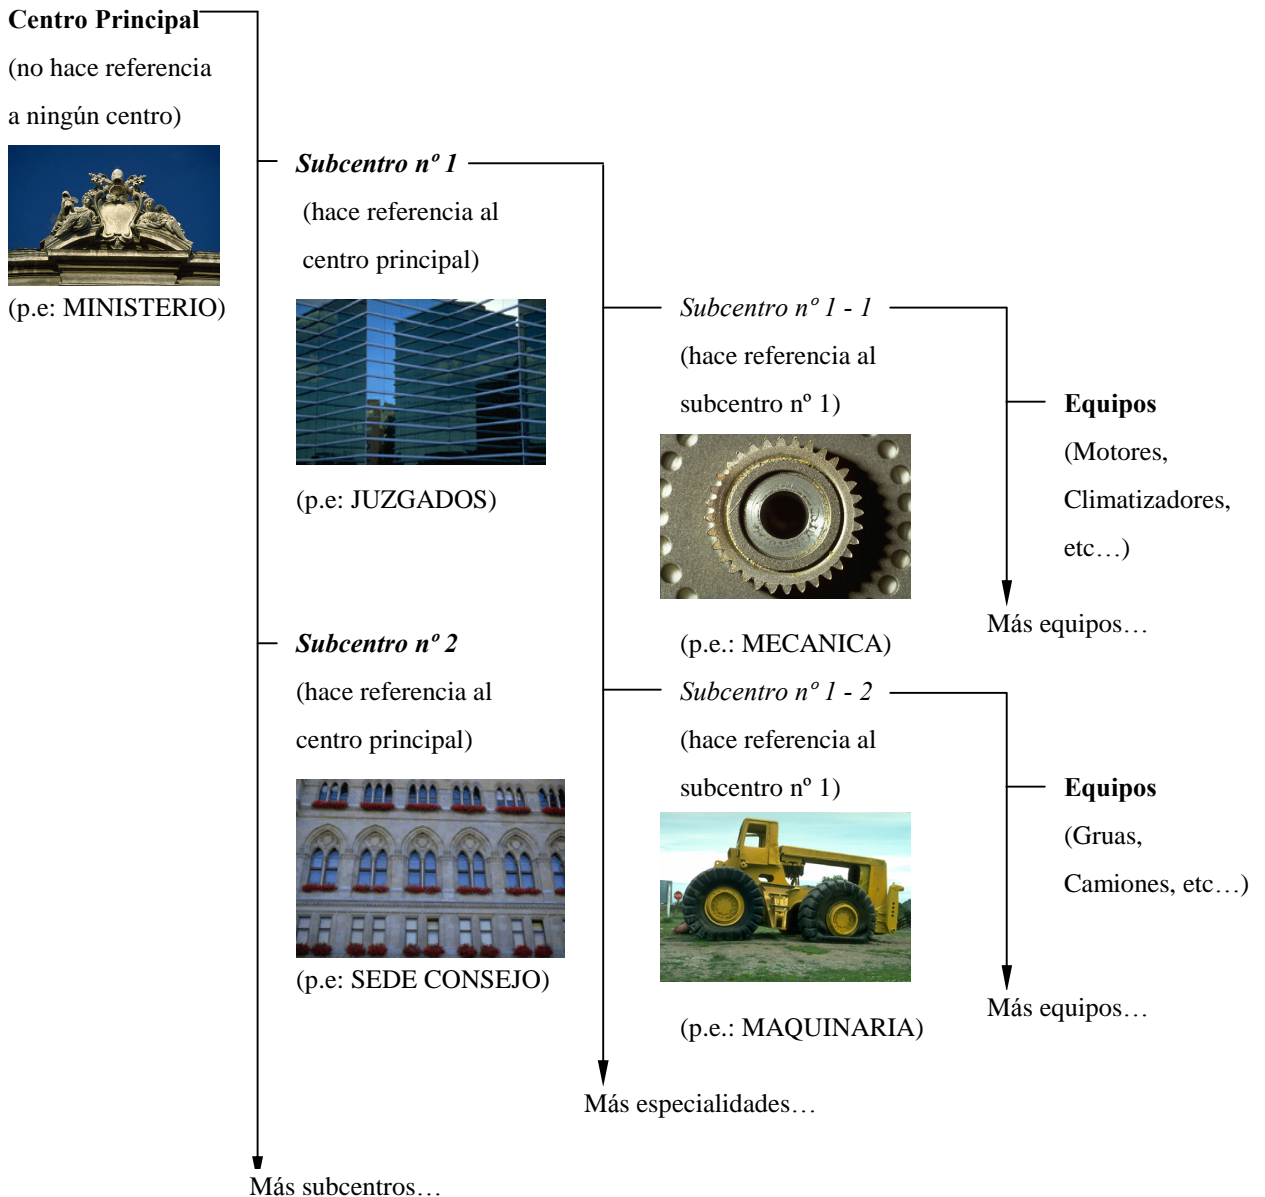 Centro Principal
(no hace referencia
a ningún centro)
(p.e: MINISTERIO)
Subcentro nº 1
(hace referencia al
centro principal)
(p.e: JUZGADOS)
Subcentro nº 2
(hace referencia al
centro principal)
(p.e: SEDE CONSEJO)
Más subcentros…
Subcentro nº 1 - 1
(hace referencia al
subcentro nº 1)
(p.e.: MECANICA)
Subcentro nº 1 - 2
(hace referencia al
subcentro nº 1)
(p.e.: MAQUINARIA)
Más especialidades…
Equipos
(Motores,
Climatizadores,
etc…)
Más equipos…
Equipos
(Gruas,
Camiones, etc…)
Más equipos…